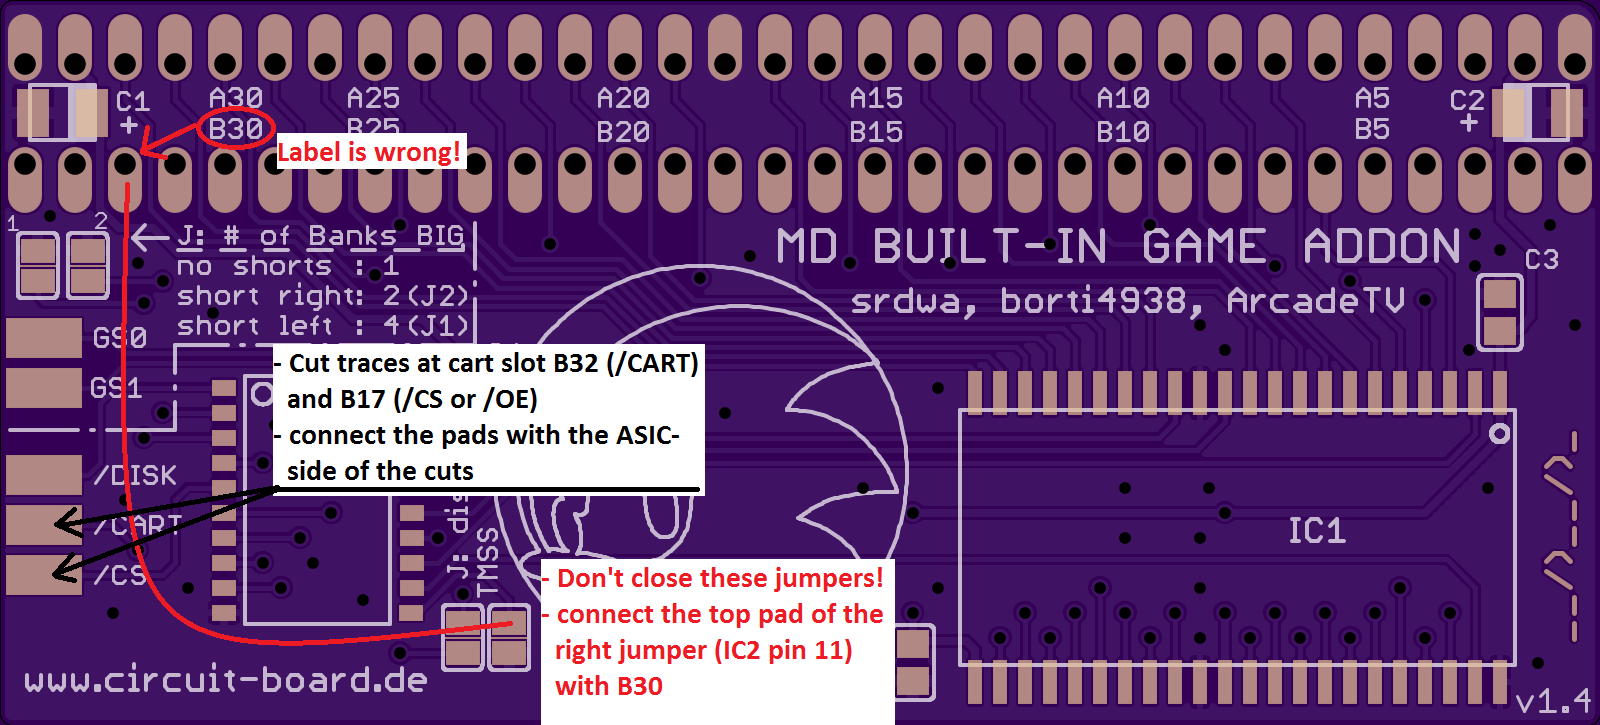 C1
+
A30
A25
A20
A15
A10
A5
C2
+
B30
B25
B20
B15
B10
B5
Label is wrong!
1
2
J: # of Banks BIG
no shorts : 1
short right: 2(J2)
short left : 4(J1)
MD BUILT-IN GAME ADDON
srdwa, borti4938, ArcadeTV
C3
GS0
GS1
/DISK
/CART
/CS
- Cut traces at cart slot B32 (/CART)
and B17 (/CS or /OE)
- connect the pads with the ASIC-
side of the cuts
J: dis
TMSS
IC1
- Don't close these jumpers!
- connect the top pad of the
right jumper (IC2 pin 11)
with B30
www.circuit-board.de
v1.4